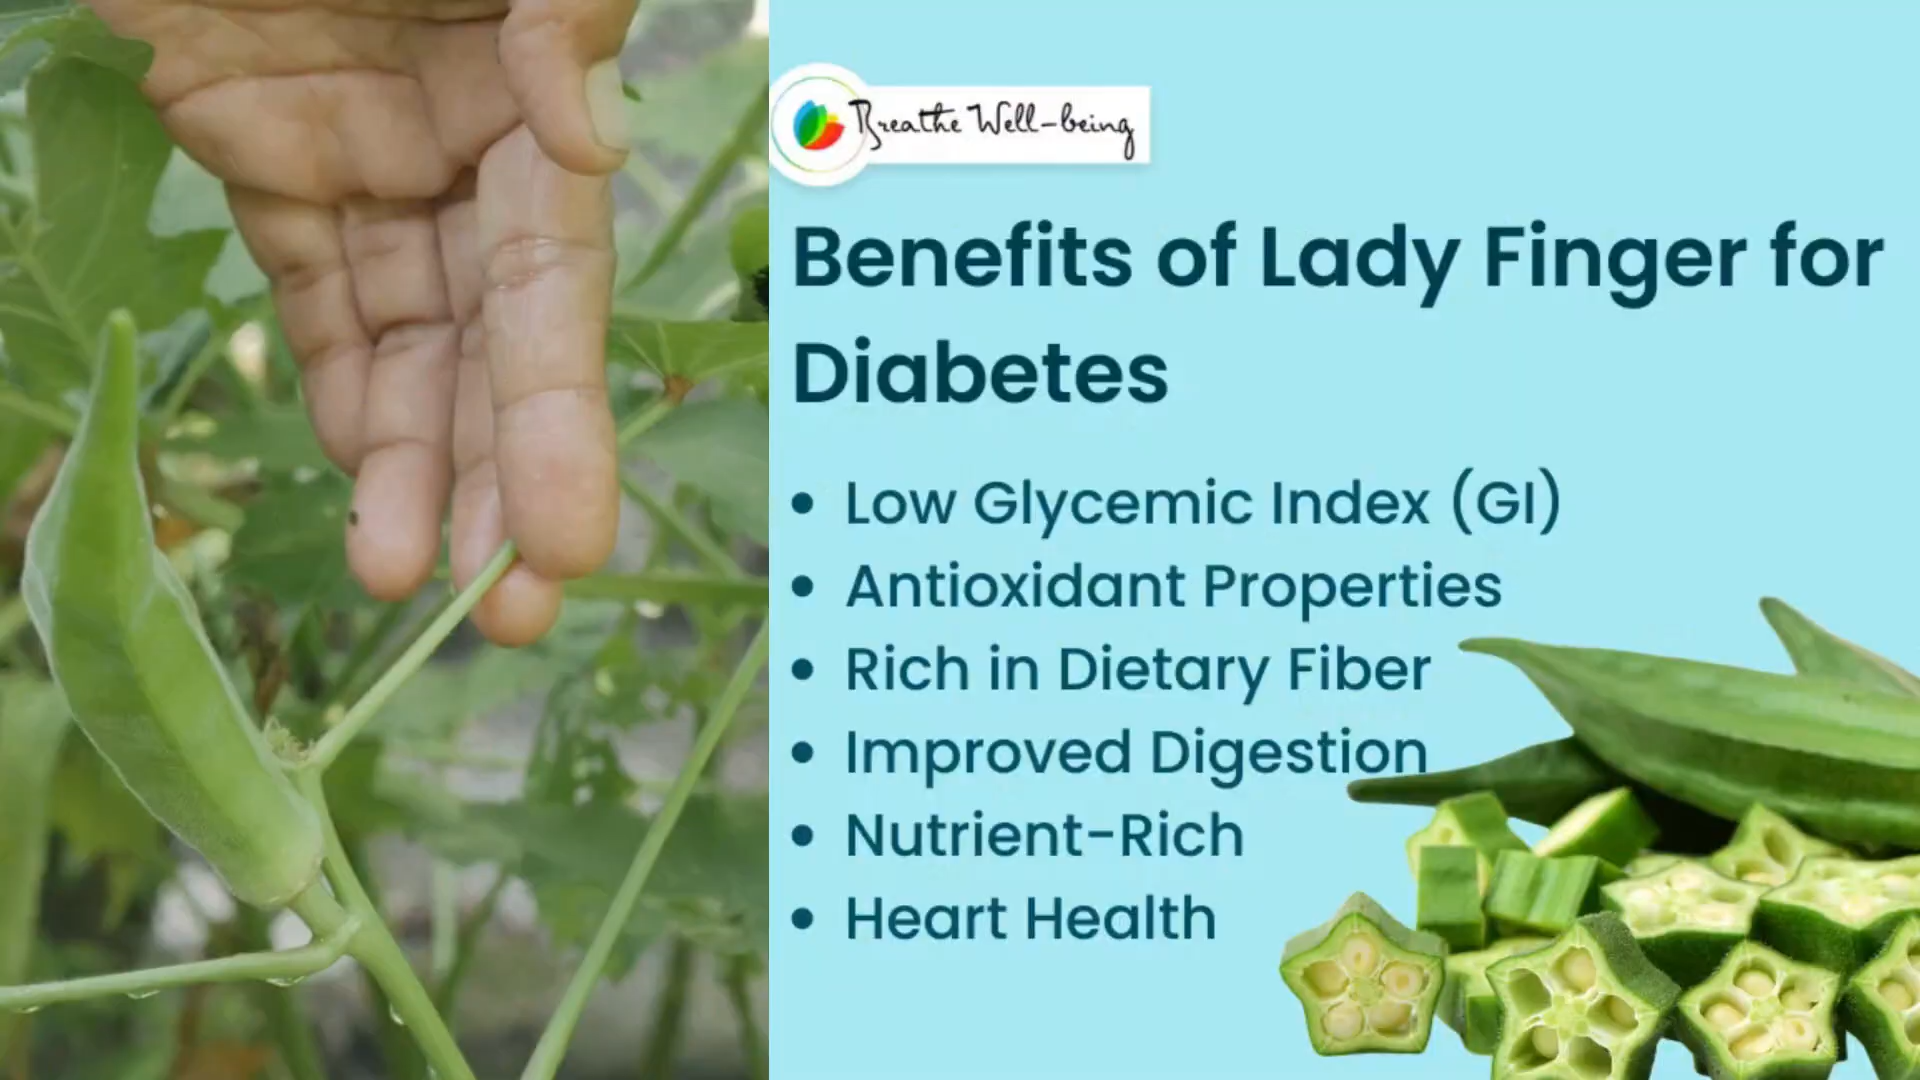 Breathe Well-being
Benefits of Lady Finger for
Diabetes
• Low Glycemic Index (GI)
• Antioxidant Properties
• Rich in Dietary Fiber
• Improved Digestion
• Nutrient-Rich
• Heart Health